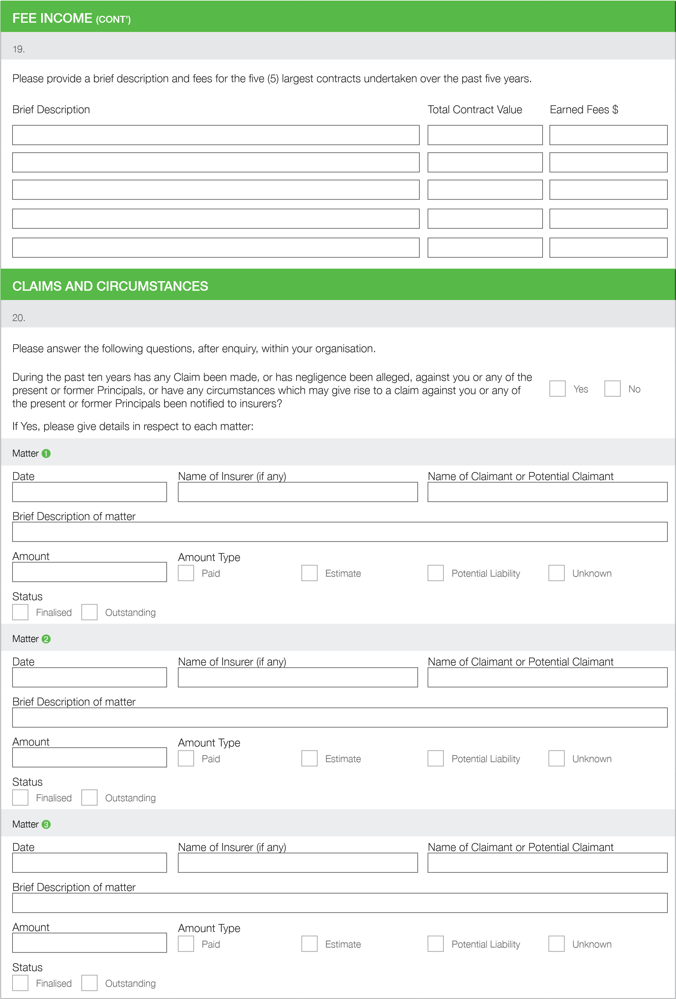 FEE INCOME (CONT')
19.
Please provide a brief description and fees for the five (5) largest contracts undertaken over the past five years.
Brief Description Total Contract Value Earned Fees $
CLAIMS AND CIRCUMSTANCES
20.
Please answer the following questions, after enquiry, within your organisation.
During the past ten years has any Claim been made, or has negligence been alleged, against you or any of the
present or former Principals, or have any circumstances which may give rise to a claim against you or any of
the present or former Principals been notified to insurers?
Yes No
If Yes, please give details in respect to each matter:
Matter 1
Date Name of Insurer (if any) Name of Claimant or Potential Claimant
Brief Description of matter
Amount Amount Type
Paid Estimate Potential Liability Unknown
Status
Finalised Outstanding
Matter 2
Date Name of Insurer (if any) Name of Claimant or Potential Claimant
Brief Description of matter
Amount Amount Type
Paid Estimate Potential Liability Unknown
Status
Finalised Outstanding
Matter 3
Date Name of Insurer (if any) Name of Claimant or Potential Claimant
Brief Description of matter
Amount Amount Type
Paid Estimate Potential Liability Unknown
Status
Finalised Outstanding